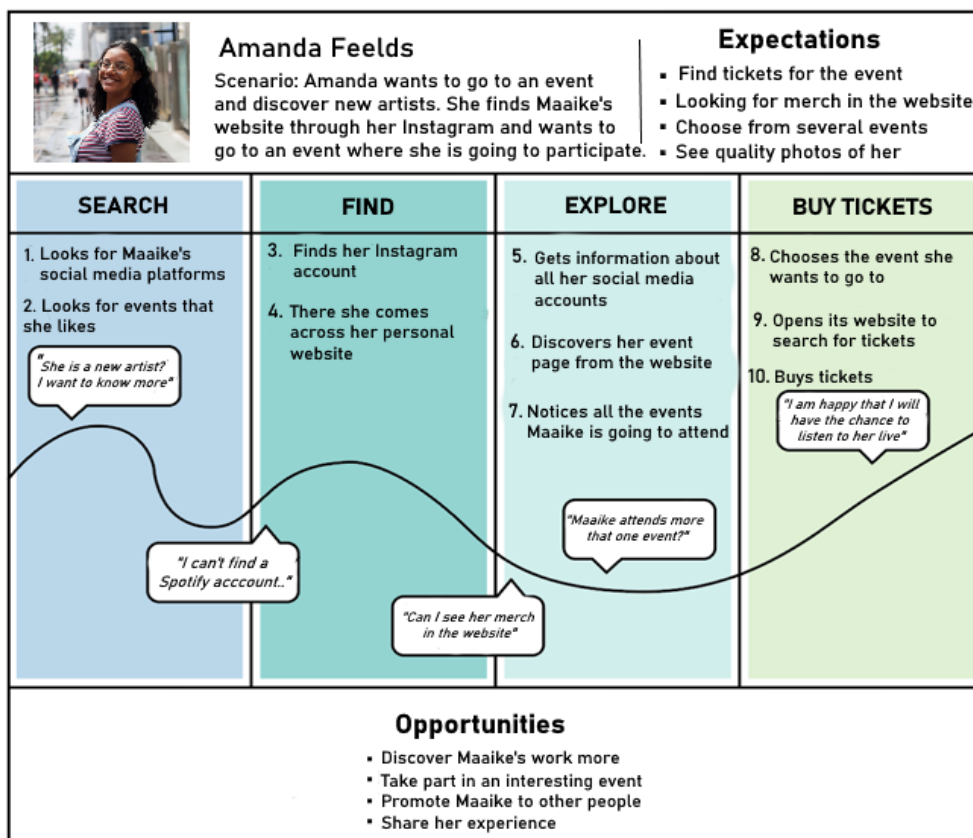 Amanda Feelds
Scenario: Amanda wants to go to an event
and discover new artists. She finds Maaike's
website through her Instagram and wants to
go to an event where she is going to participate.
Expectations
▪ Find tickets for the event
▪ Looking for merch in the website
▪ Choose from several events
▪ See quality photos of her
SEARCH
1. Looks for Maaike's
social media platforms
2. Looks for events that
she likes
"She is a new artist?
I want to know more"
FIND
3. Finds her Instagram
account
4. There she comes
across her personal
website
"I can't find a
Spotify acccount.."
EXPLORE
5. Gets information about
all her social media
accounts
6. Discovers her event
page from the website
7. Notices all the events
Maaike is going to attend
"Maaike attends more
that one event?"
"Can I see her merch
in the website"
BUY TICKETS
8. Chooses the event she
wants to go to
9. Opens its website to
search for tickets
10. Buys tickets
"I am happy that I will
have the chance to
listen to her live"
Opportunities
▪ Discover Maaike's work more
▪ Take part in an interesting event
▪ Promote Maaike to other people
▪ Share her experience